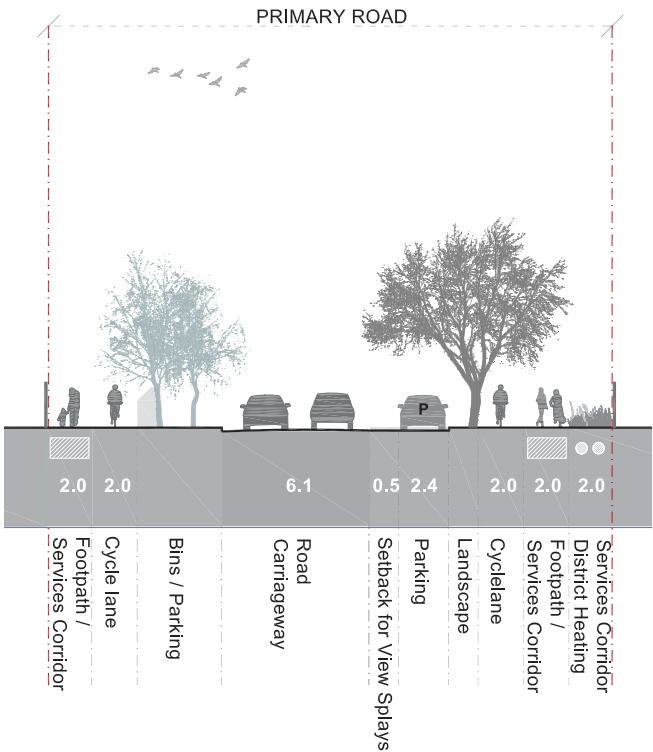 PRIMARY ROAD
P
2.0
2.0
6.1
0.5
2.4
2.0
2.0
2.0
Footpath /
Services Corridor
Cycle lane
Bins / Parking
Road
Carriageway
Setback for View Splays
Parking
Landscape
Cyclelane
Footpath /
Services Corridor
Services Corridor
District Heating